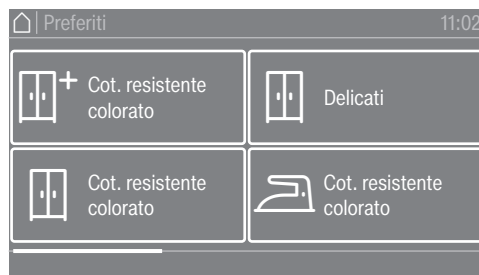 Preferiti 11:02
Cot. resistente
colorato
Delicati
Cot. resistente
colorato
Cot. resistente
colorato